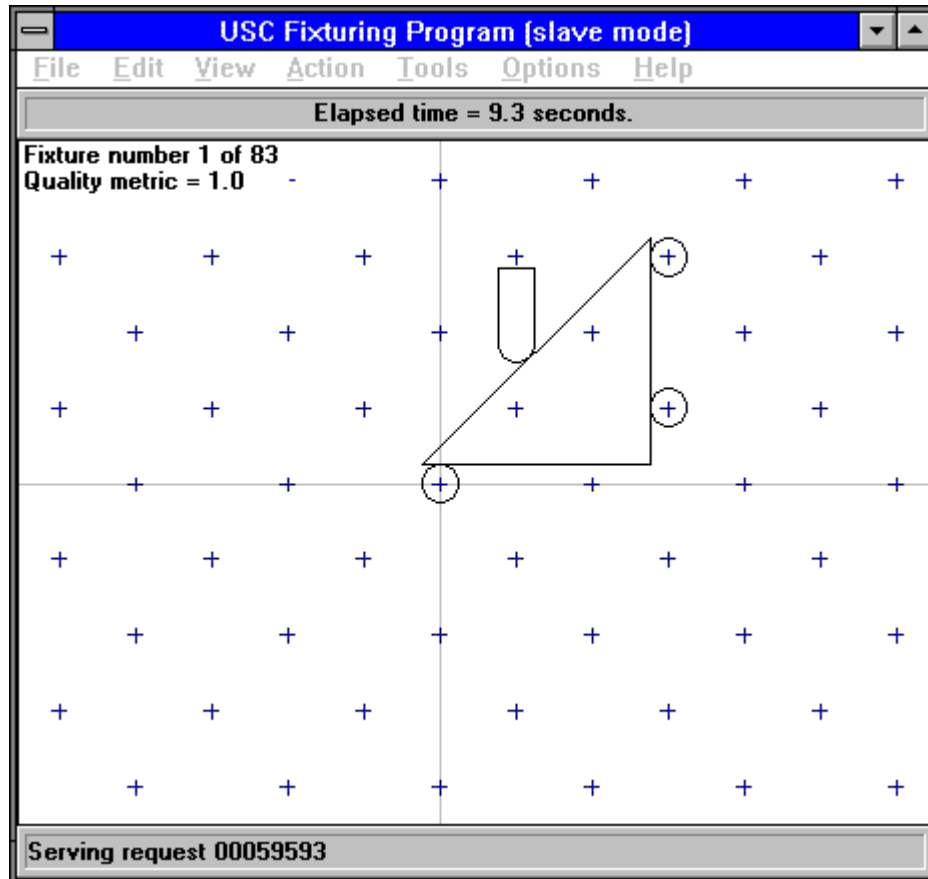 USC Fixturing Program (slave mode)
File Edit View Action Tools Options Help
Elapsed time = 9.3 seconds.
Fixture number 1 of 83
Quality metric = 1.0
Serving request 00059593